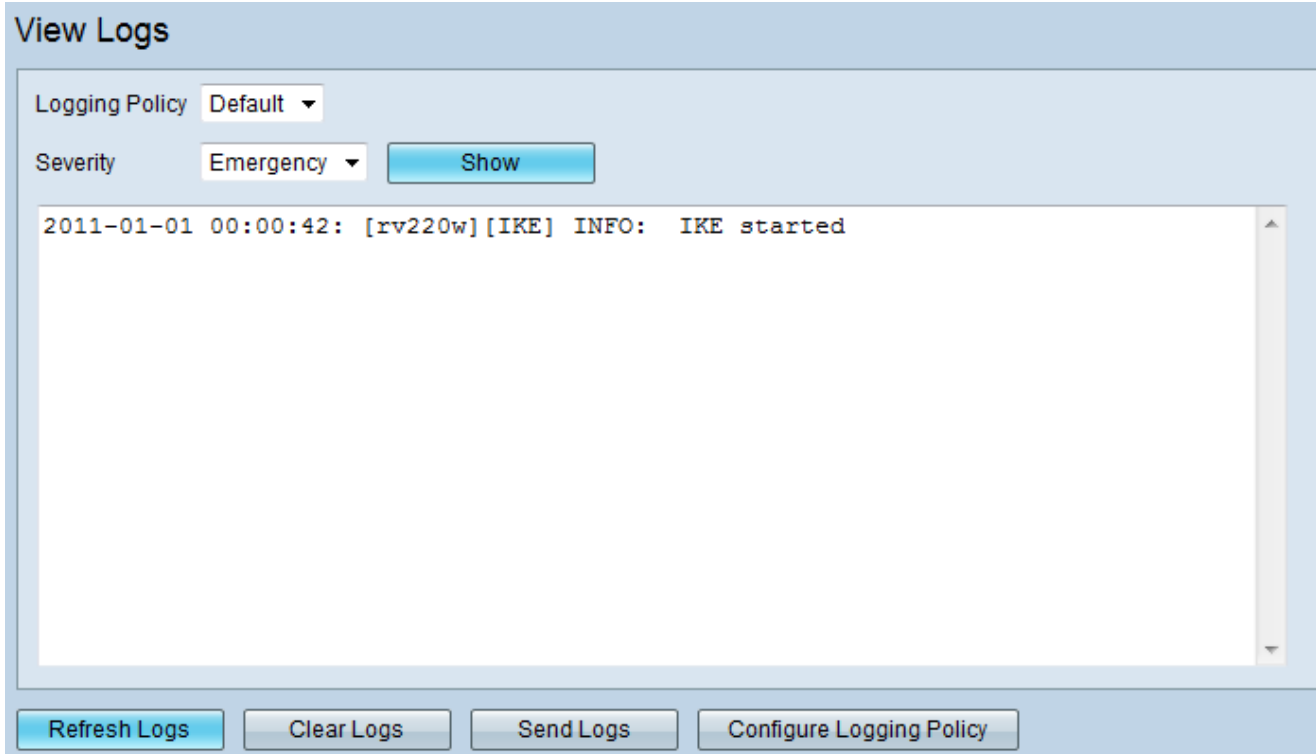 View Logs
Logging Policy Default
Severity Emergency Show
2011-01-01 00:00:42: [rv220w][IKE] INFO:  IKE started
Refresh Logs Clear Logs Send Logs Configure Logging Policy